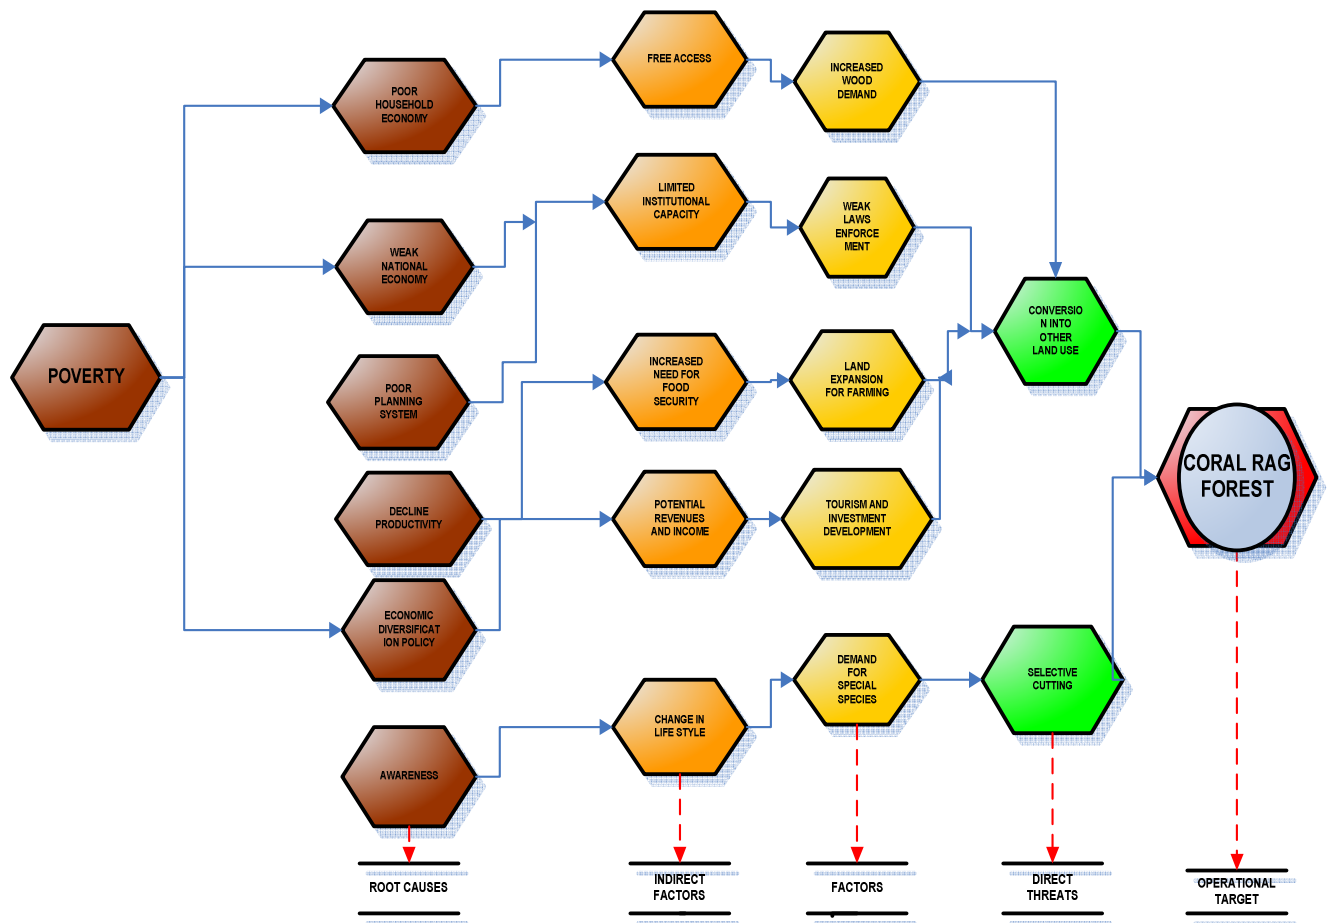 POVERTY
POOR
HOUSEHOLD
ECONOMY
WEAK
NATIONAL
ECONOMY
POOR
PLANNING
SYSTEM
DECLINE
PRODUCTIVITY
ECONOMIC
DIVERSIFICAT
ION POLICY
AWARENESS
FREE ACCESS
LIMITED
INSTITUTIONAL
CAPACITY
INCREASED
NEED FOR
FOOD
SECURITY
POTENTIAL
REVENUES
AND INCOME
CHANGE IN
LIFE STYLE
INCREASED
WOOD
DEMAND
WEAK
LAWS
ENFORCE
MENT
LAND
EXPANSION
FOR FARMING
TOURISM AND
INVESTMENT
DEVELOPMENT
DEMAND
FOR
SPECIAL
SPECIES
CONVERSIO
N INTO
OTHER
LAND USE
SELECTIVE
CUTTING
CORAL RAG
FOREST
ROOT CAUSES
INDIRECT
FACTORS
FACTORS
DIRECT
THREATS
OPERATIONAL
TARGET